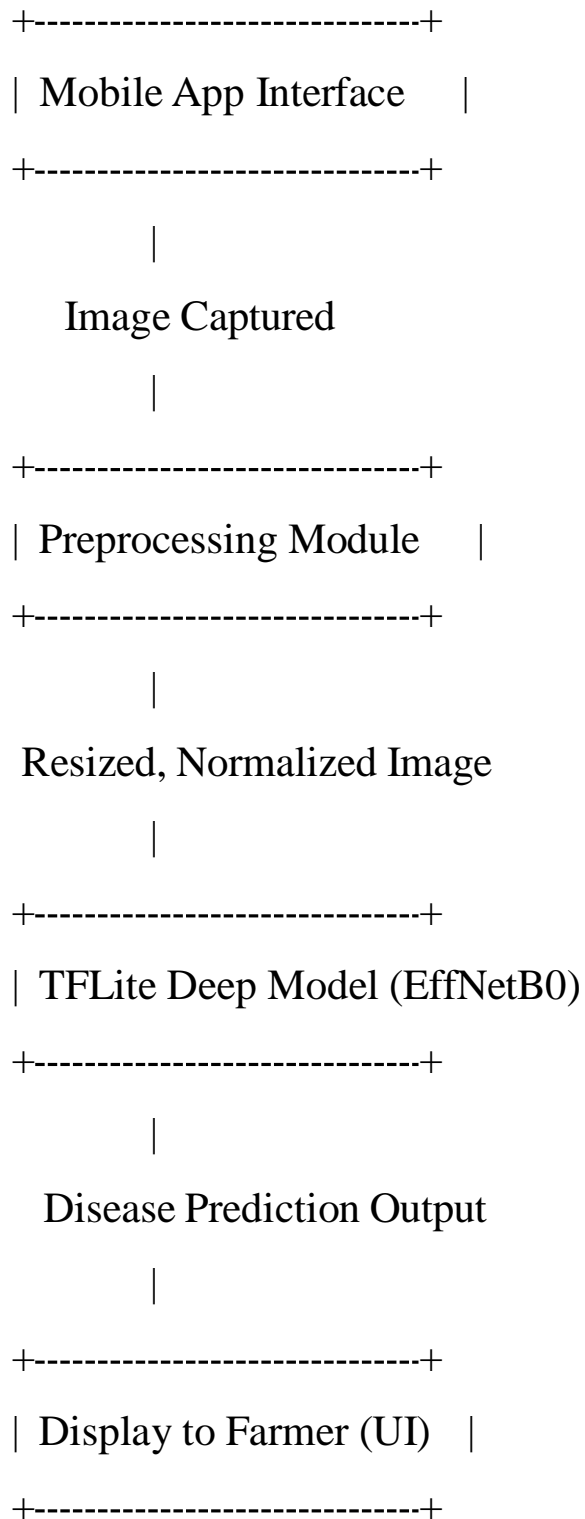 +------------------------------+
| Mobile App Interface |
+------------------------------+
|
Image Captured
|
+------------------------------+
| Preprocessing Module |
+------------------------------+
|
Resized, Normalized Image
|
+------------------------------+
| TFLite Deep Model (EffNetB0)
+------------------------------+
|
Disease Prediction Output
|
+------------------------------+
| Display to Farmer (UI) |
+------------------------------+